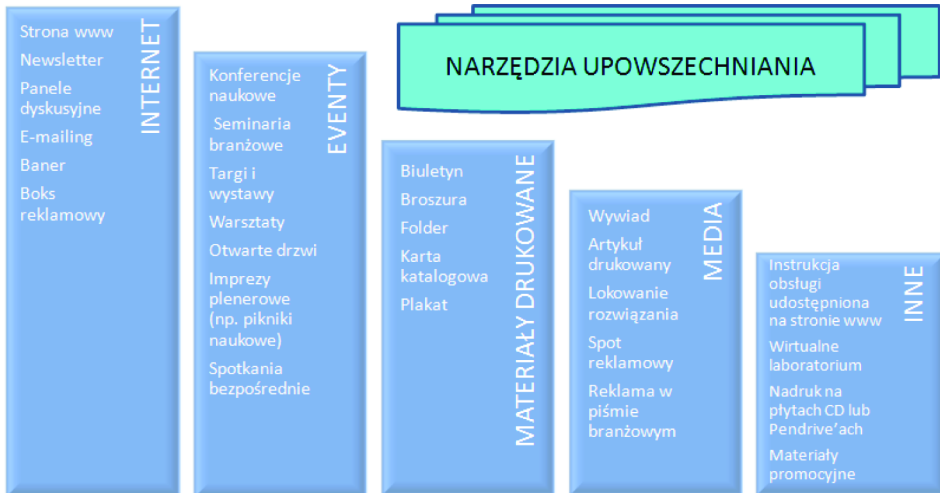 NARZĘDZIA UPOWSZECHNIANIA
INTERNET
Strona www
Newsletter
Panele
dyskusyjne
E-mailing
Baner
Boks
reklamowy
EVENTY
Konferencje
naukowe
Seminaria
branżowe
Targi i
wystawy
Warsztaty
Otwarte drzwi
Imprezy
plenerowe
(np. pikniki
naukowe)
Spotkania
bezpośrednie
MATERIAŁY DRUKOWANE
Biuletyn
Broszura
Folder
Karta
katalogowa
Plakat
MEDIA
Wywiad
Artykuł
drukowany
Lokowanie
rozwiązania
Spot
reklamowy
Reklama w
piśmie
branżowym
INNE
Instrukcja
obsługi
udostępniona
na stronie www
Wirtualne
laboratorium
Nadruk na
płytach CD lub
Pendrive'ach
Materiały
promocyjne